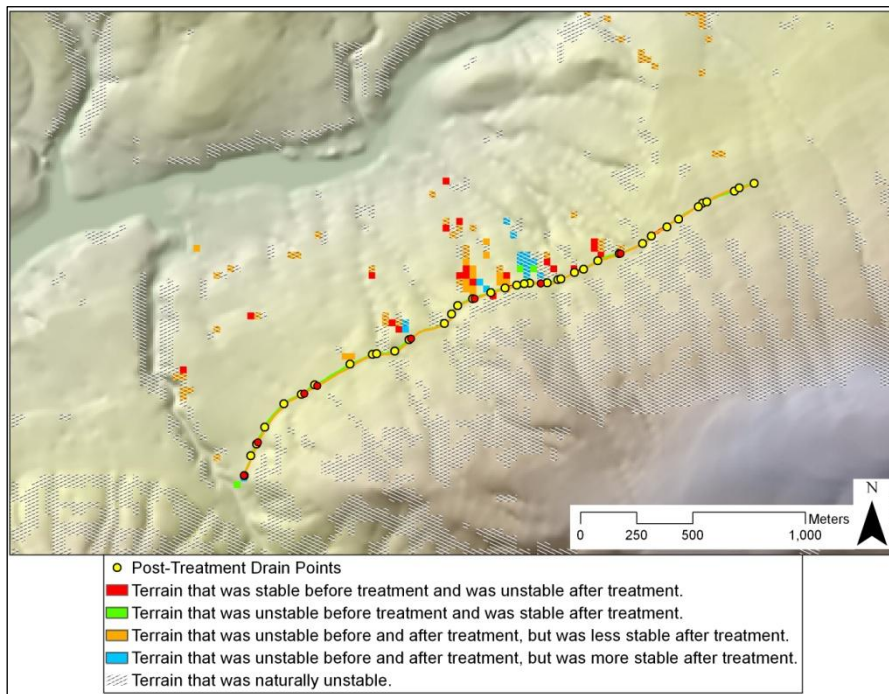 N
Meters
0 250 500 1,000
Post-Treatment Drain Points
Terrain that was stable before treatment and was unstable after treatment.
Terrain that was unstable before treatment and was stable after treatment.
Terrain that was unstable before and after treatment, but was less stable after treatment.
Terrain that was unstable before and after treatment, but was more stable after treatment.
Terrain that was naturally unstable.